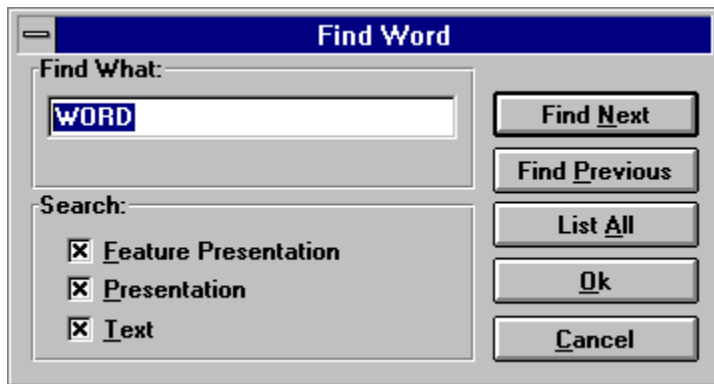 Find Word
Find What:
WORD
Find Next
Find Previous
Search:
List All
Feature Presentation
Presentation
Ok
Text
Cancel